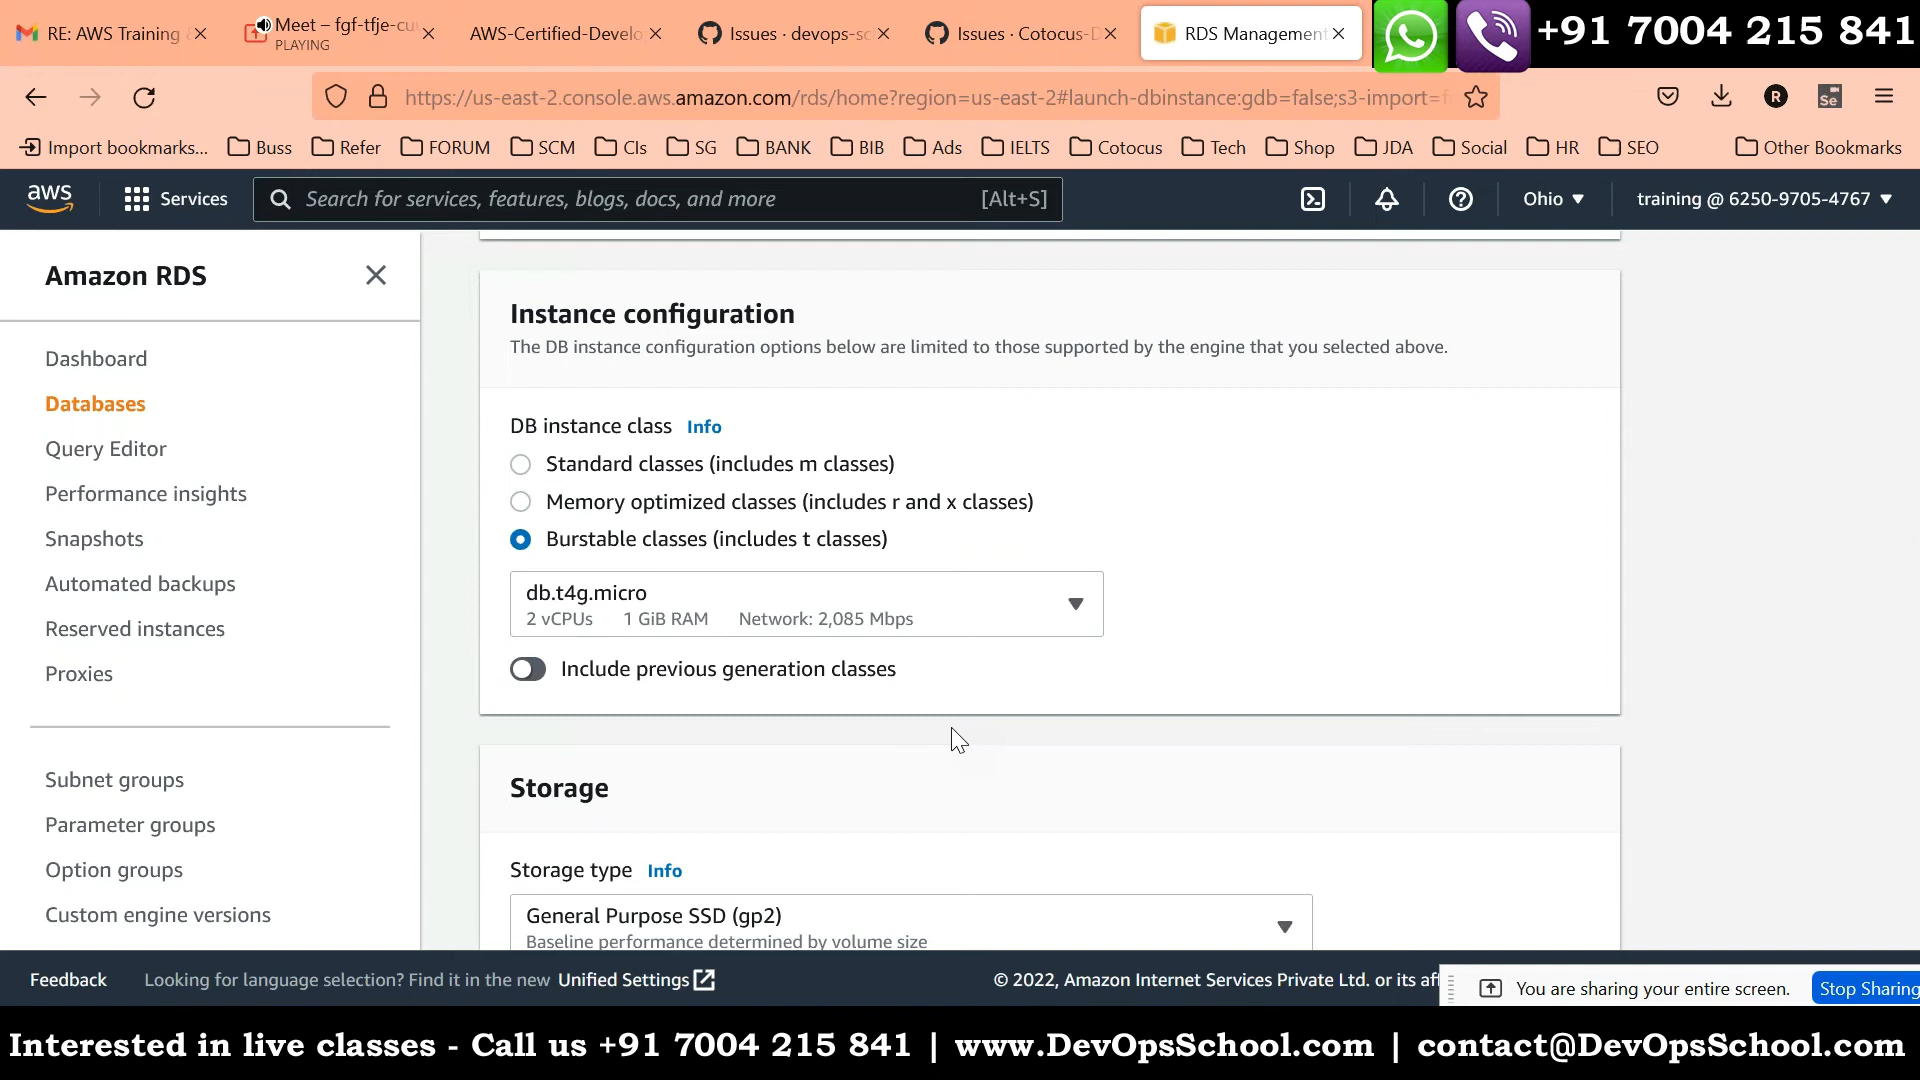 RE: AWS Training
Meet – fgf-tfje-cu
PLAYING
AWS-Certified-Develo
Issues · devops-sc
Issues · Cotocus-D
RDS Management
+91 7004 215 841
https://us-east-2.console.aws.amazon.com/rds/home?region=us-east-2#launch-dbinstance:gdb=false;s3-import=f
R
Se
Import bookmarks...
Buss
Refer
FORUM
SCM
CIs
SG
BANK
BIB
Ads
IELTS
Cotocus
Tech
Shop
JDA
Social
HR
SEO
Other Bookmarks
aws
Services
Search for services, features, blogs, docs, and more
[Alt+S]
Ohio
training @ 6250-9705-4767
Amazon RDS
Dashboard
Databases
Query Editor
Performance insights
Snapshots
Automated backups
Reserved instances
Proxies
Subnet groups
Parameter groups
Option groups
Custom engine versions
Instance configuration
The DB instance configuration options below are limited to those supported by the engine that you selected above.
DB instance class Info
Standard classes (includes m classes)
Memory optimized classes (includes r and x classes)
Burstable classes (includes t classes)
db.t4g.micro
2 vCPUs 1 GiB RAM Network: 2,085 Mbps
Include previous generation classes
Storage
Storage type Info
General Purpose SSD (gp2)
Baseline performance determined by volume size
Feedback
Looking for language selection? Find it in the new Unified Settings
© 2022, Amazon Internet Services Private Ltd. or its af
You are sharing your entire screen.
Stop Sharing
Interested in live classes - Call us +91 7004 215 841 | www.DevOpsSchool.com | contact@DevOpsSchool.com